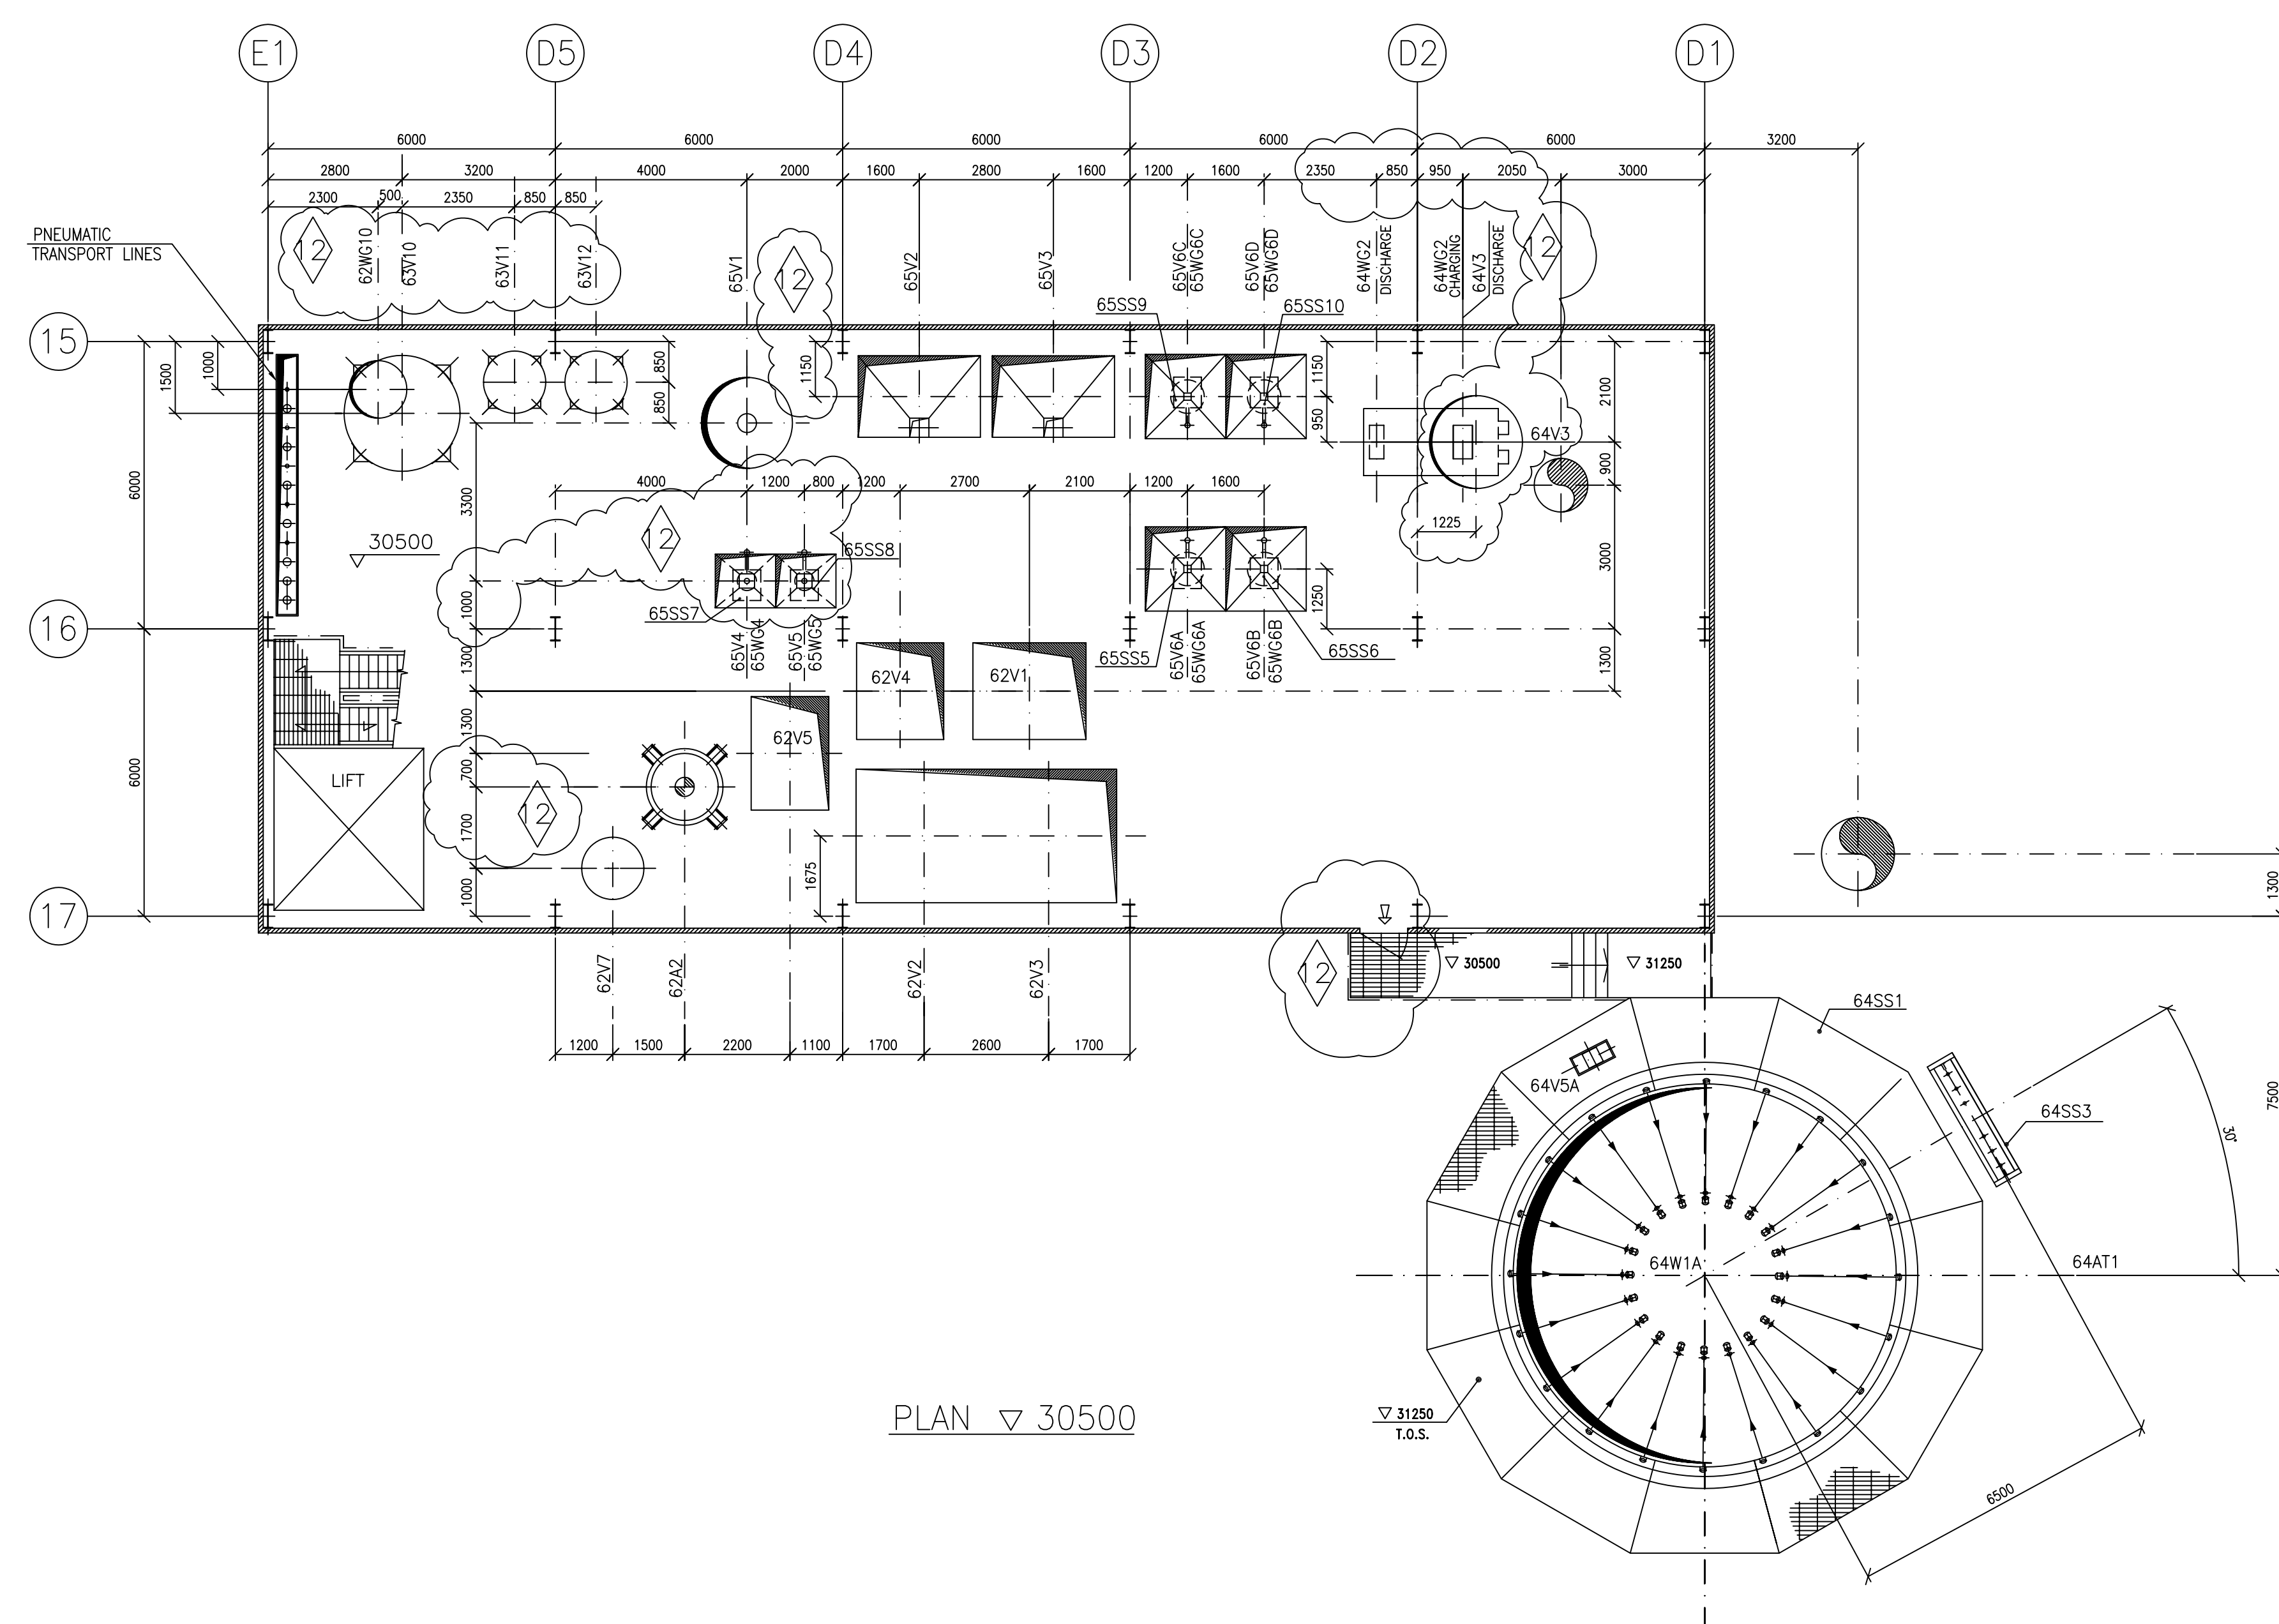 E1
D5
D4
D3
D2
D1
6000
6000
6000
6000
6000
3200
2800
3200
4000
2000
1600
2800
1600
1200
1600
2350
850
950
2050
3000
2300
500
2350
850
850
PNEUMATIC
TRANSPORT LINES
12
62WG10
63V10
63V11
63V12
65V1
12
65V2
65V3
65V6C
65WG6C
65V6D
65WG6D
64WG2
DISCHARGE
64WG2
CHARGING
64V3
DISCHARGE
12
65SS9
65SS10
15
1500
1000
850
850
1150
1150
950
2100
64V3
900
6000
3300
4000
1200
800
1200
2700
2100
1200
1600
1225
30500
12
65SS8
3000
1250
1000
65SS7
16
65V4
65WG4
65V5
65WG5
65SS5
65V6A
65WG6A
65V6B
65WG6B
65SS6
1300
1300
62V4
62V1
1300
62V5
6000
700
LIFT
12
1700
1000
1675
1300
17
12
30500
31250
62V7
62A2
62V2
62V3
1200
1500
2200
1100
1700
2600
1700
64SS1
64V5A
7500
64SS3
30°
64W1A
64AT1
31250
T.O.S.
PLAN 30500
6500